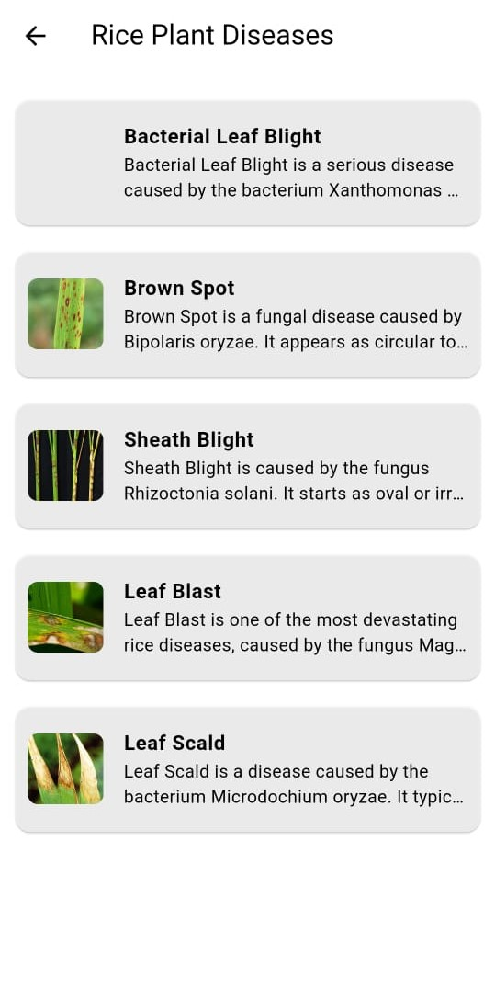 Rice Plant Diseases
Bacterial Leaf Blight
Bacterial Leaf Blight is a serious disease
caused by the bacterium Xanthomonas ...
Brown Spot
Brown Spot is a fungal disease caused by
Bipolaris oryzae. It appears as circular to...
Sheath Blight
Sheath Blight is caused by the fungus
Rhizoctonia solani. It starts as oval or irr...
Leaf Blast
Leaf Blast is one of the most devastating
rice diseases, caused by the fungus Mag...
Leaf Scald
Leaf Scald is a disease caused by the
bacterium Microdochium oryzae. It typic...